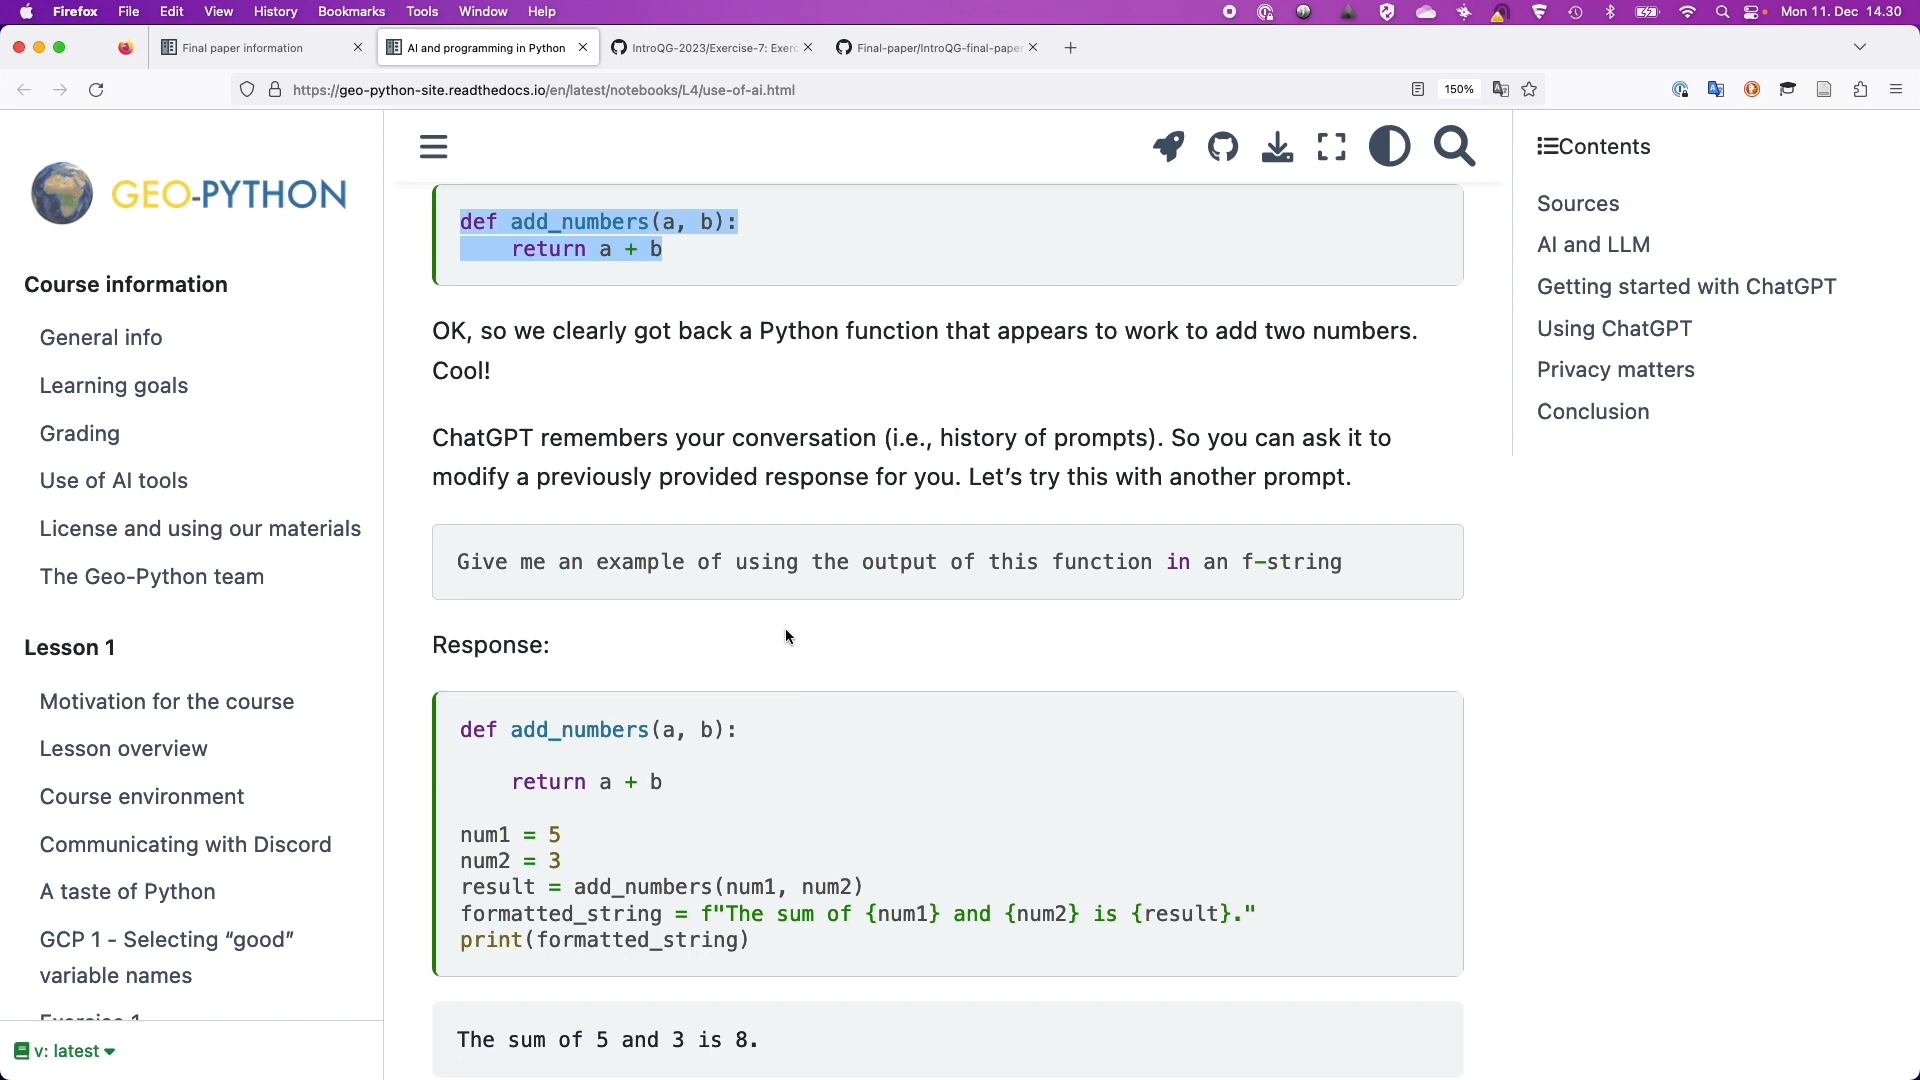 Firefox File Edit View History Bookmarks Tools Window Help Mon 11. Dec 14.30
Final paper information
AI and programming in Python
IntroQG-2023/Exercise-7: Exerc
Final-paper/IntroQG-final-pape
https://geo-python-site.readthedocs.io/en/latest/notebooks/L4/use-of-ai.html
150%
GEO-PYTHON
Course information
General info
Learning goals
Grading
Use of AI tools
License and using our materials
The Geo-Python team
Lesson 1
Motivation for the course
Lesson overview
Course environment
Communicating with Discord
A taste of Python
GCP 1 - Selecting “good”
variable names
Exercise 1
v: latest
def add_numbers(a, b):
    return a + b
OK, so we clearly got back a Python function that appears to work to add two numbers.
Cool!
ChatGPT remembers your conversation (i.e., history of prompts). So you can ask it to
modify a previously provided response for you. Let’s try this with another prompt.
Give me an example of using the output of this function in an f-string
Response:
def add_numbers(a, b):
    return a + b
num1 = 5
num2 = 3
result = add_numbers(num1, num2)
formatted_string = f"The sum of {num1} and {num2} is {result}."
print(formatted_string)
The sum of 5 and 3 is 8.
Contents
Sources
AI and LLM
Getting started with ChatGPT
Using ChatGPT
Privacy matters
Conclusion